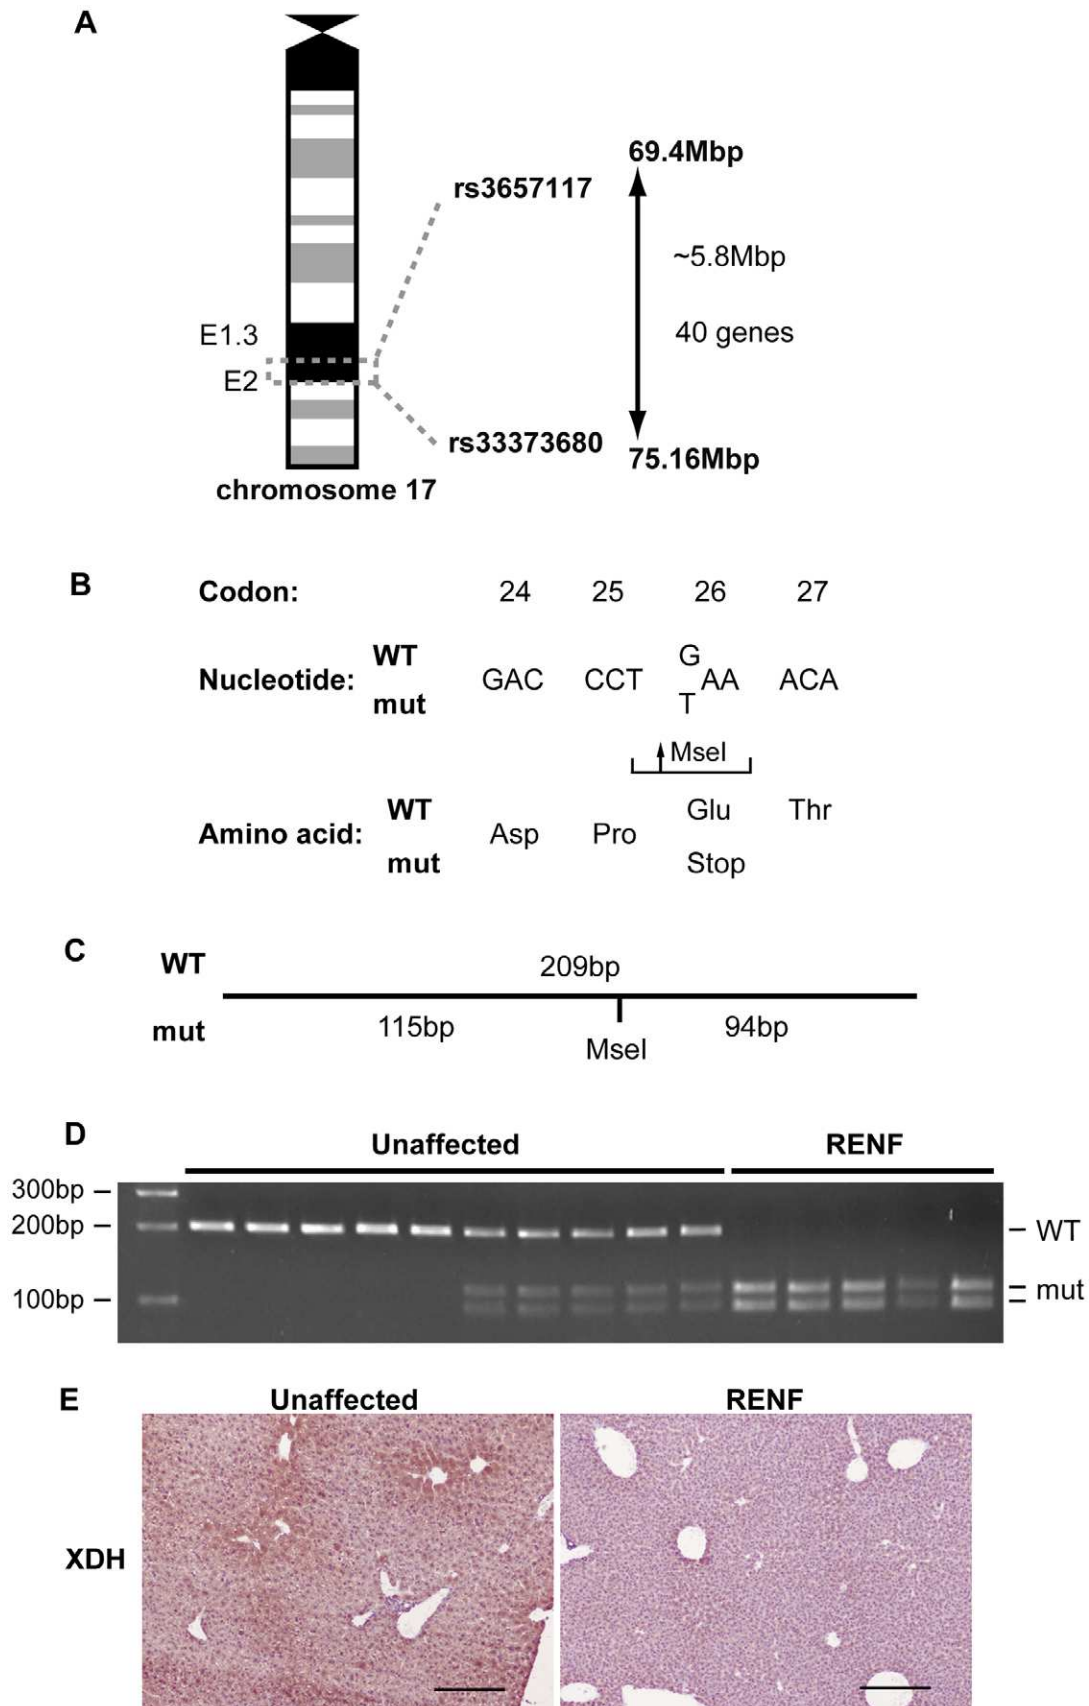 A
69.4Mbp
rs3657117
~5.8Mbp
E1.3
40 genes
E2
rs33373680
75.16Mbp
chromosome 17
B
Codon: 24 25 26 27
WT G
Nucleotide: GAC CCT AA ACA
mut T
MseI
WT Glu Thr
Amino acid: Asp Pro
mut Stop
C
WT
209bp
mut
115bp 94bp
MseI
D
Unaffected RENF
300bp
200bp WT
100bp mut
E
Unaffected RENF
XDH